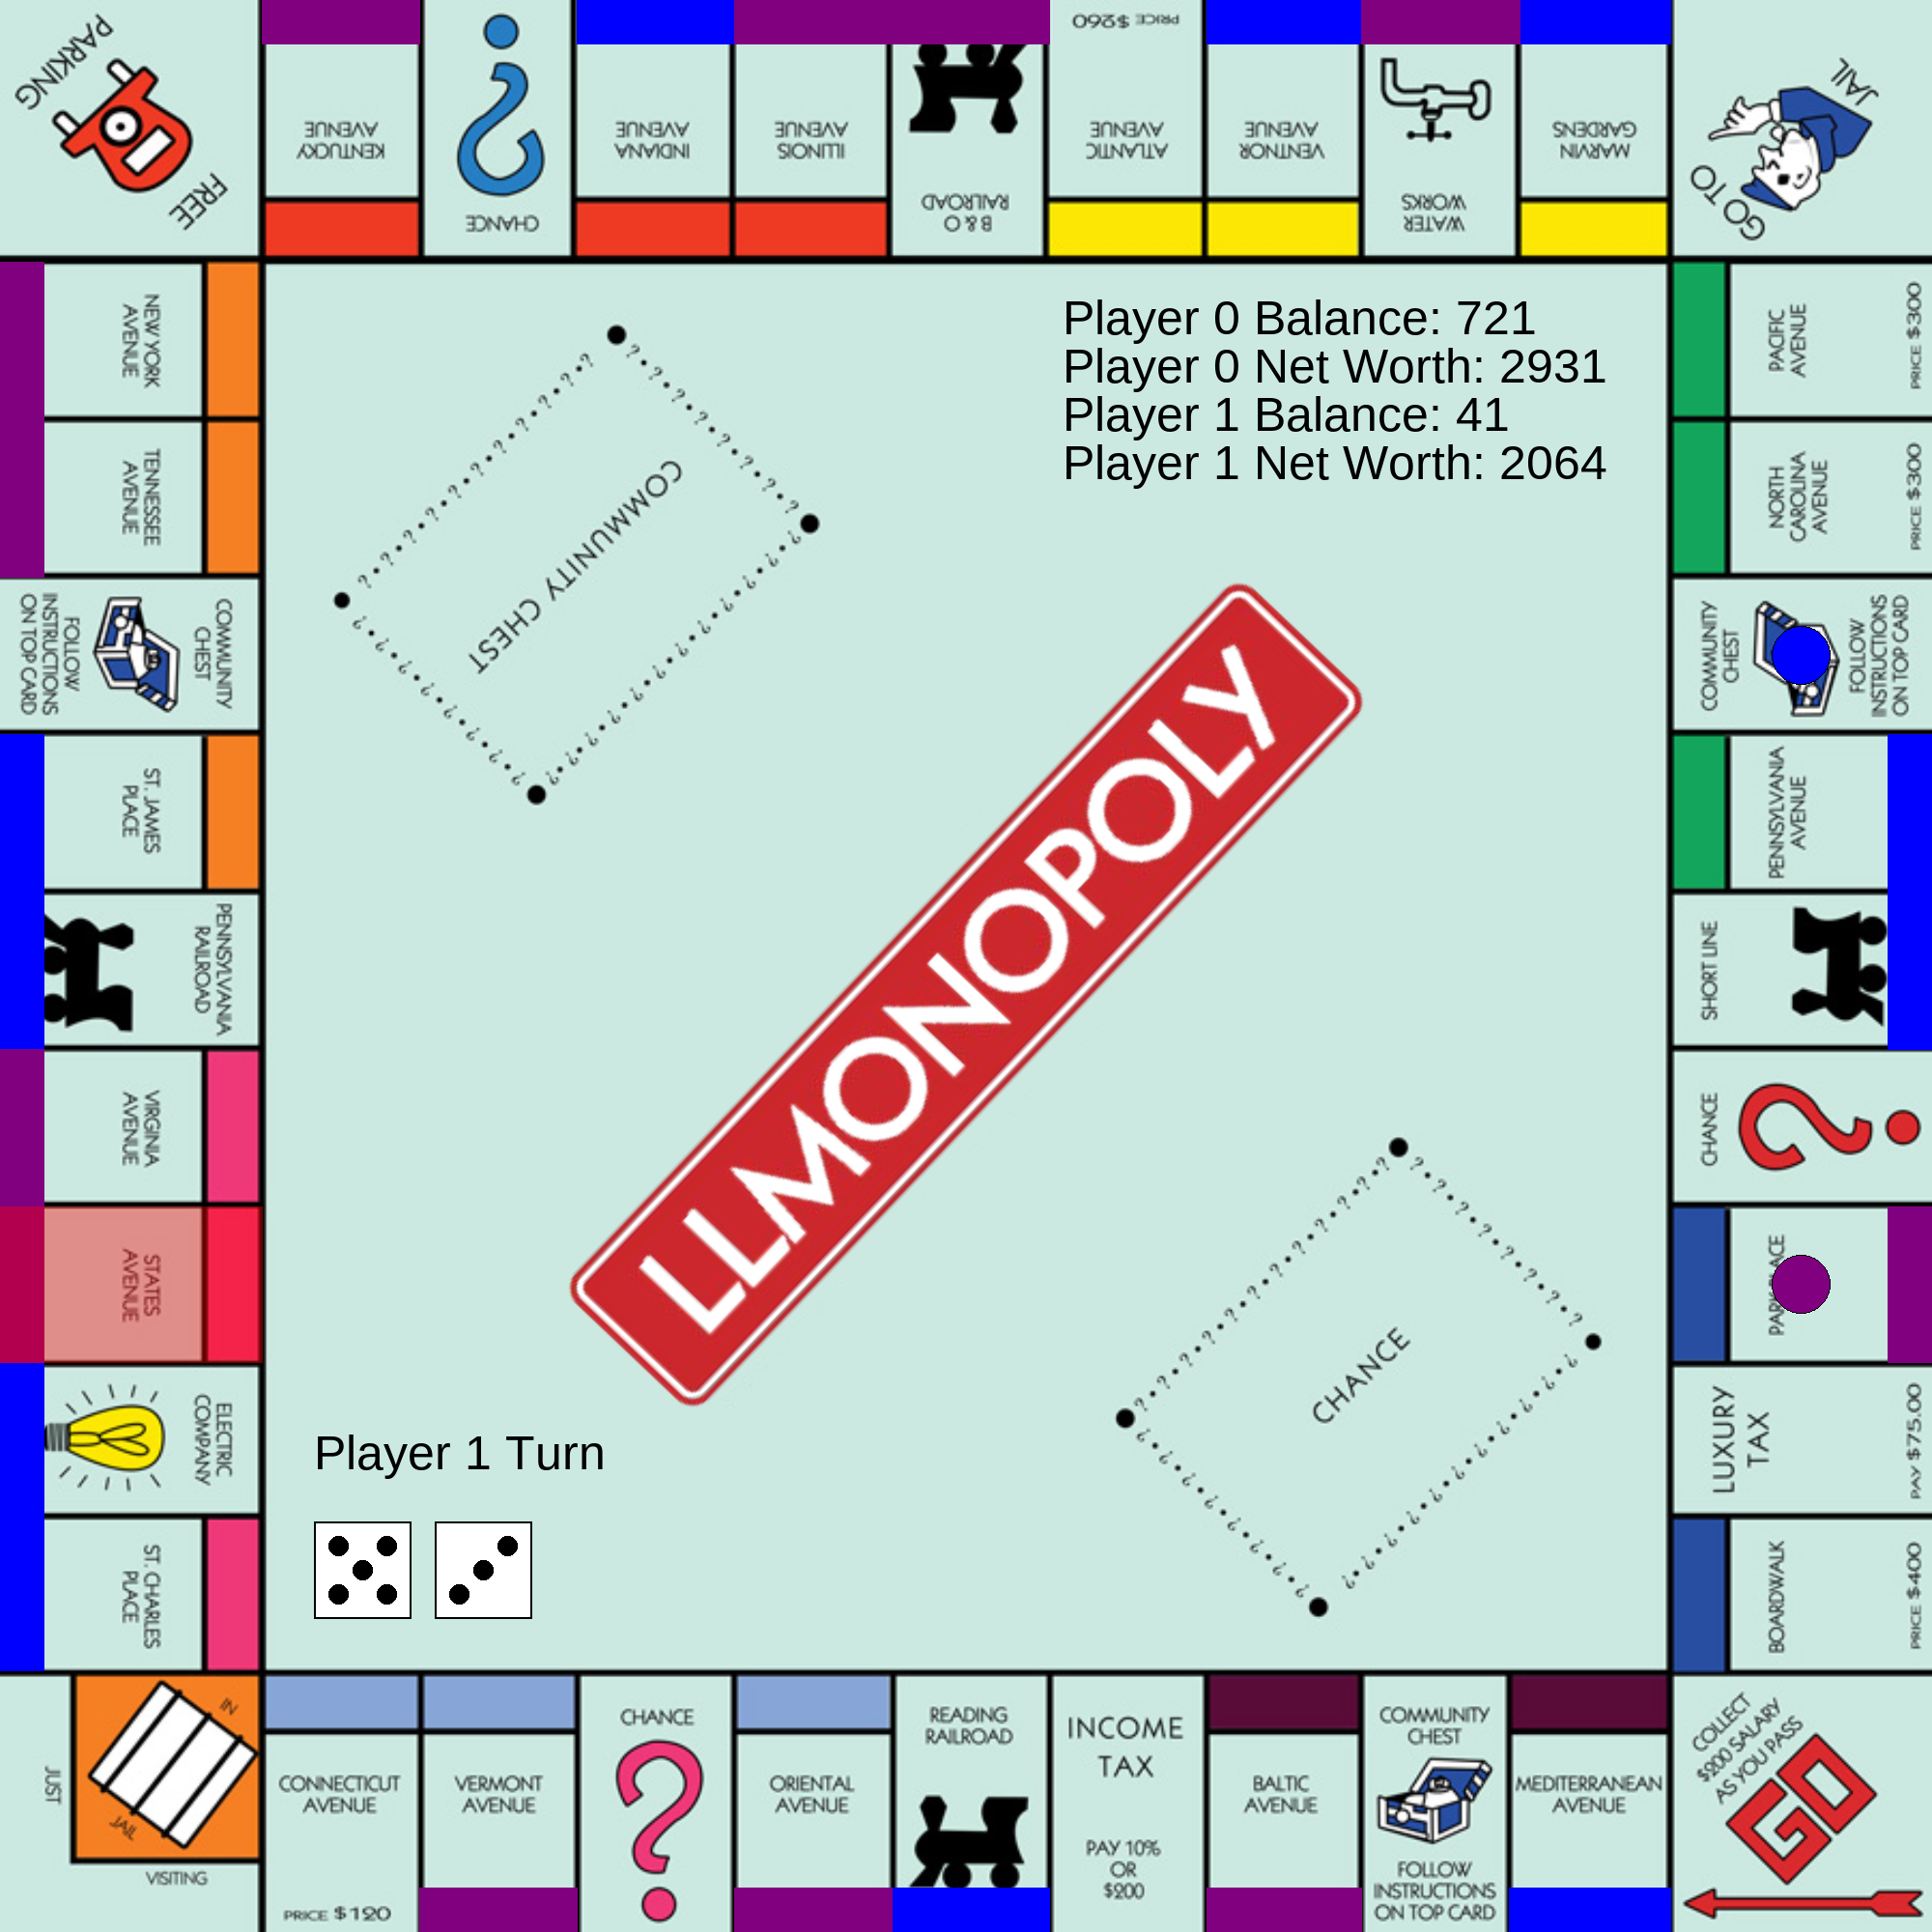 FREE
PARKING
KENTUCKY
AVENUE
CHANCE
INDIANA
AVENUE
ILLINOIS
AVENUE
B & O
RAILROAD
ATLANTIC
AVENUE
PRICE $260
VENTNOR
AVENUE
WATER
WORKS
MARVIN
GARDENS
GO TO
JAIL
NEW YORK
AVENUE
TENNESSEE
AVENUE
COMMUNITY
CHEST
FOLLOW
INSTRUCTIONS
ON TOP CARD
ST. JAMES
PLACE
PENNSYLVANIA
RAILROAD
VIRGINIA
AVENUE
STATES
AVENUE
ELECTRIC
COMPANY
ST. CHARLES
PLACE
Player 0 Balance: 721
Player 0 Net Worth: 2931
Player 1 Balance: 41
Player 1 Net Worth: 2064
COMMUNITY CHEST
LLMONOPOLY
CHANCE
Player 1 Turn
PACIFIC
AVENUE
PRICE $300
NORTH
CAROLINA
AVENUE
PRICE $300
COMMUNITY
CHEST
FOLLOW
INSTRUCTIONS
ON TOP CARD
PENNSYLVANIA
AVENUE
SHORT LINE
CHANCE
LUXURY
TAX
PAY $75.00
BOARDWALK
PRICE $400
JUST
VISITING
IN
JAIL
CONNECTICUT
AVENUE
PRICE $120
VERMONT
AVENUE
CHANCE
ORIENTAL
AVENUE
READING
RAILROAD
INCOME
TAX
PAY 10%
OR
$200
BALTIC
AVENUE
COMMUNITY
CHEST
FOLLOW
INSTRUCTIONS
ON TOP CARD
MEDITERRANEAN
AVENUE
COLLECT
$200 SALARY
AS YOU PASS
GO